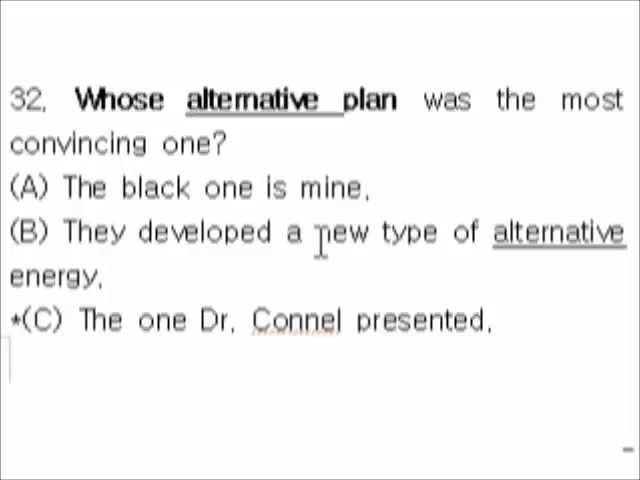 32. Whose alternative plan was the most
convincing one?
(A) The black one is mine.
(B) They developed a new type of alternative
energy.
*(C) The one Dr. Connel presented.